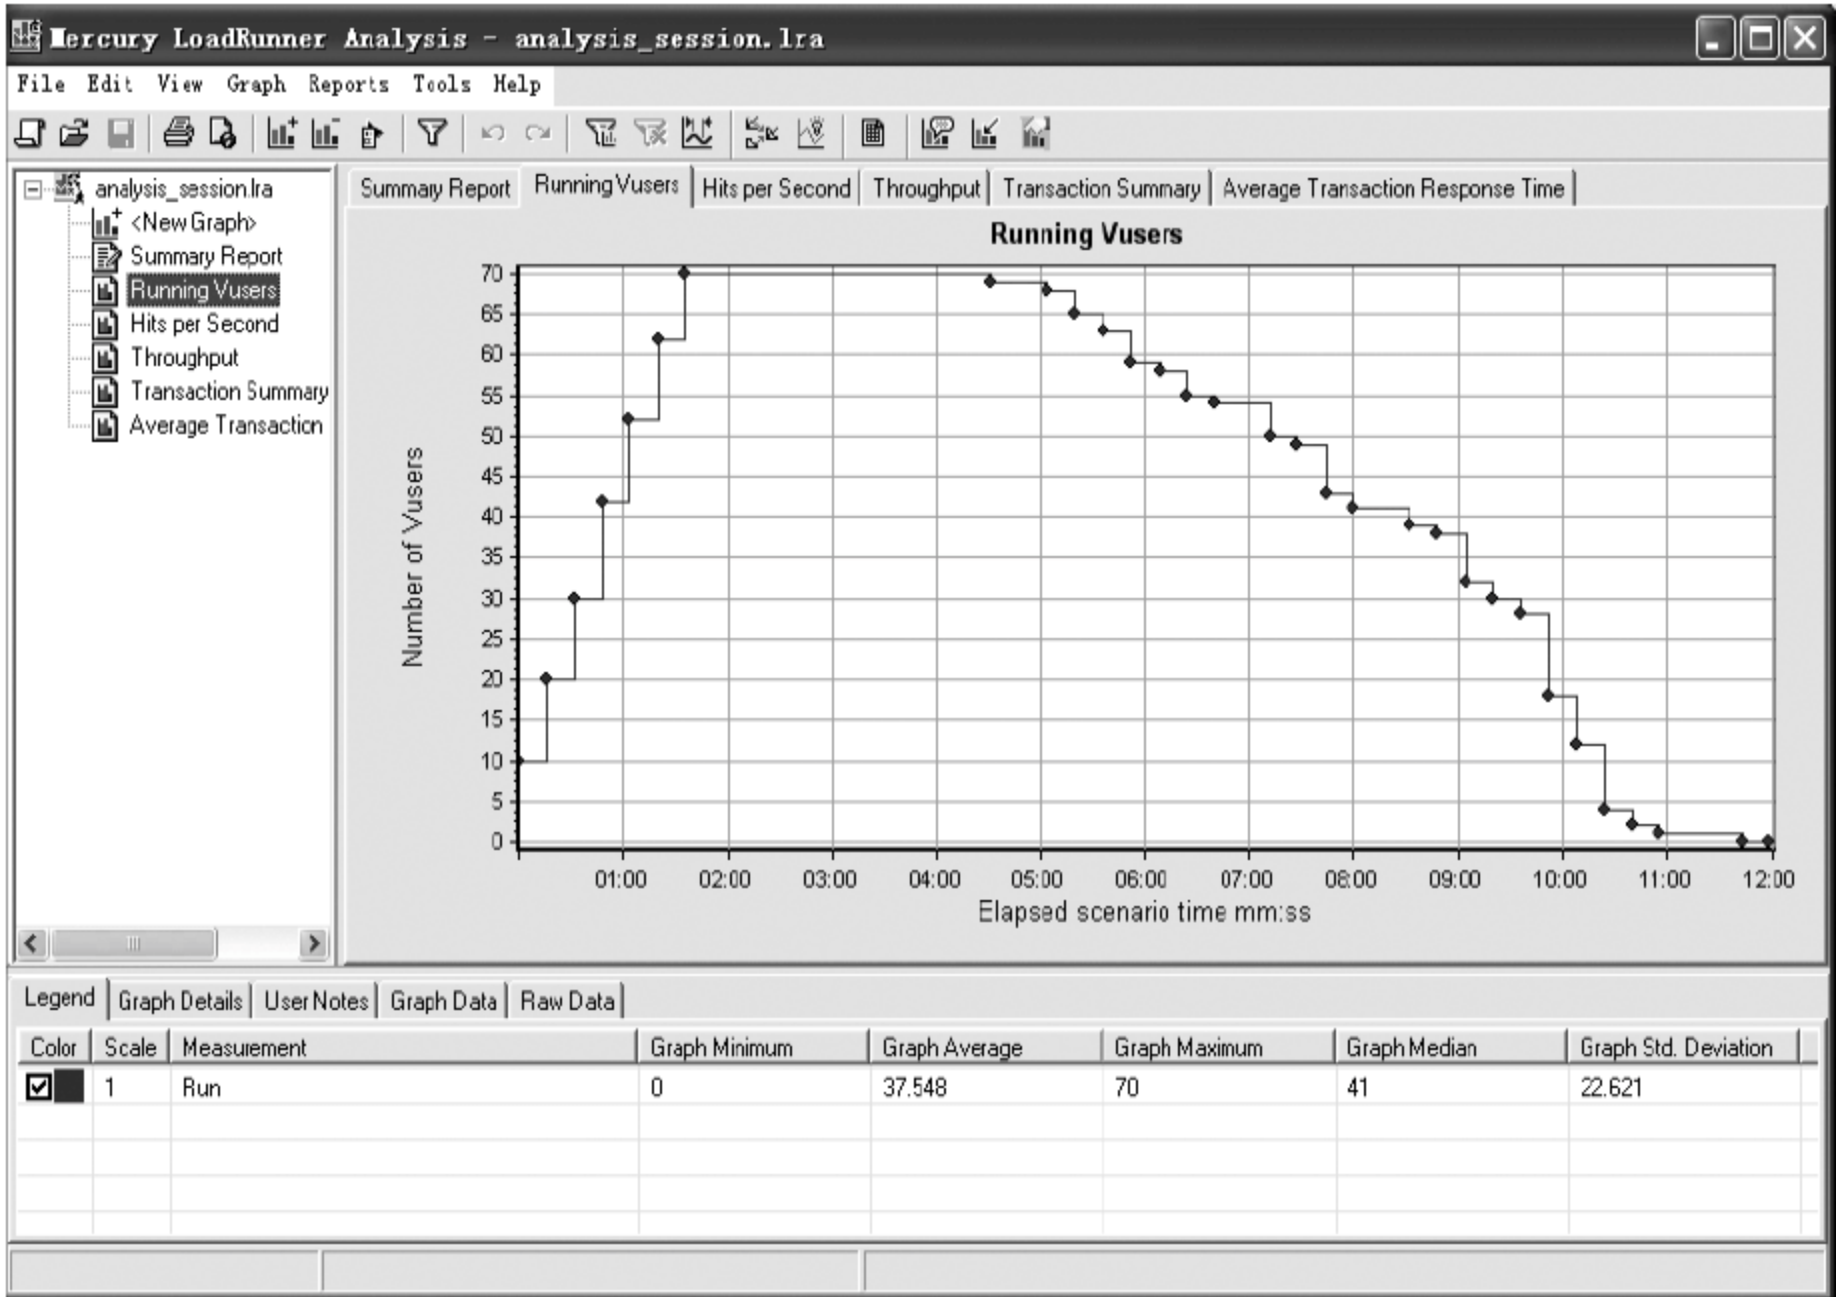 Mercury LoadRunner Analysis - analysis_session.lra
File Edit View Graph Reports Tools Help
analysis_session.lra
<New Graph>
Summary Report
Running Vusers
Hits per Second
Throughput
Transaction Summary
Average Transaction
Summary Report Running Vusers Hits per Second Throughput Transaction Summary Average Transaction Response Time
Running Vusers
70
65
60
55
50
45
40
35
30
25
20
15
10
5
0
Number of Vusers
01:00 02:00 03:00 04:00 05:00 06:00 07:00 08:00 09:00 10:00 11:00 12:00
Elapsed scenario time mm:ss
Legend Graph Details User Notes Graph Data Raw Data
Color Scale Measurement Graph Minimum Graph Average Graph Maximum Graph Median Graph Std. Deviation
1 Run 0 37.548 70 41 22.621